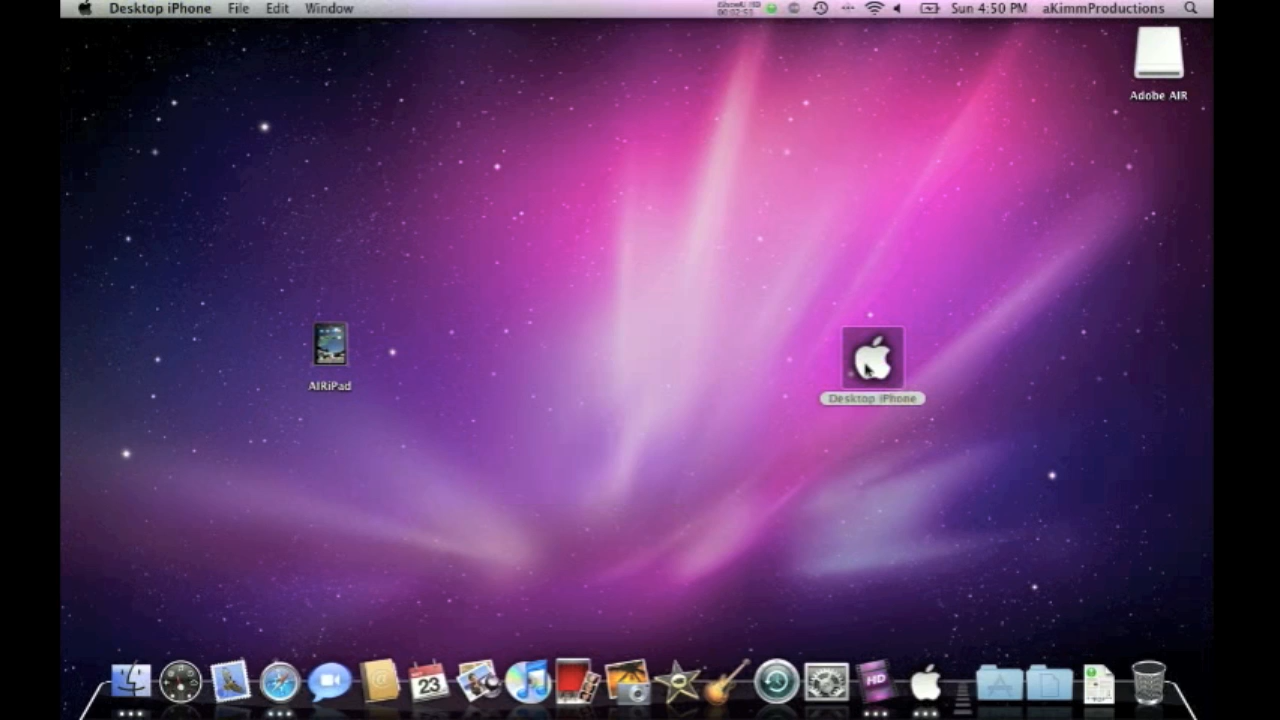 Desktop iPhone File Edit Window Sun 4:50 PM aKimmProductions
Adobe AIR
AIRiPad
Desktop iPhone
23
HD